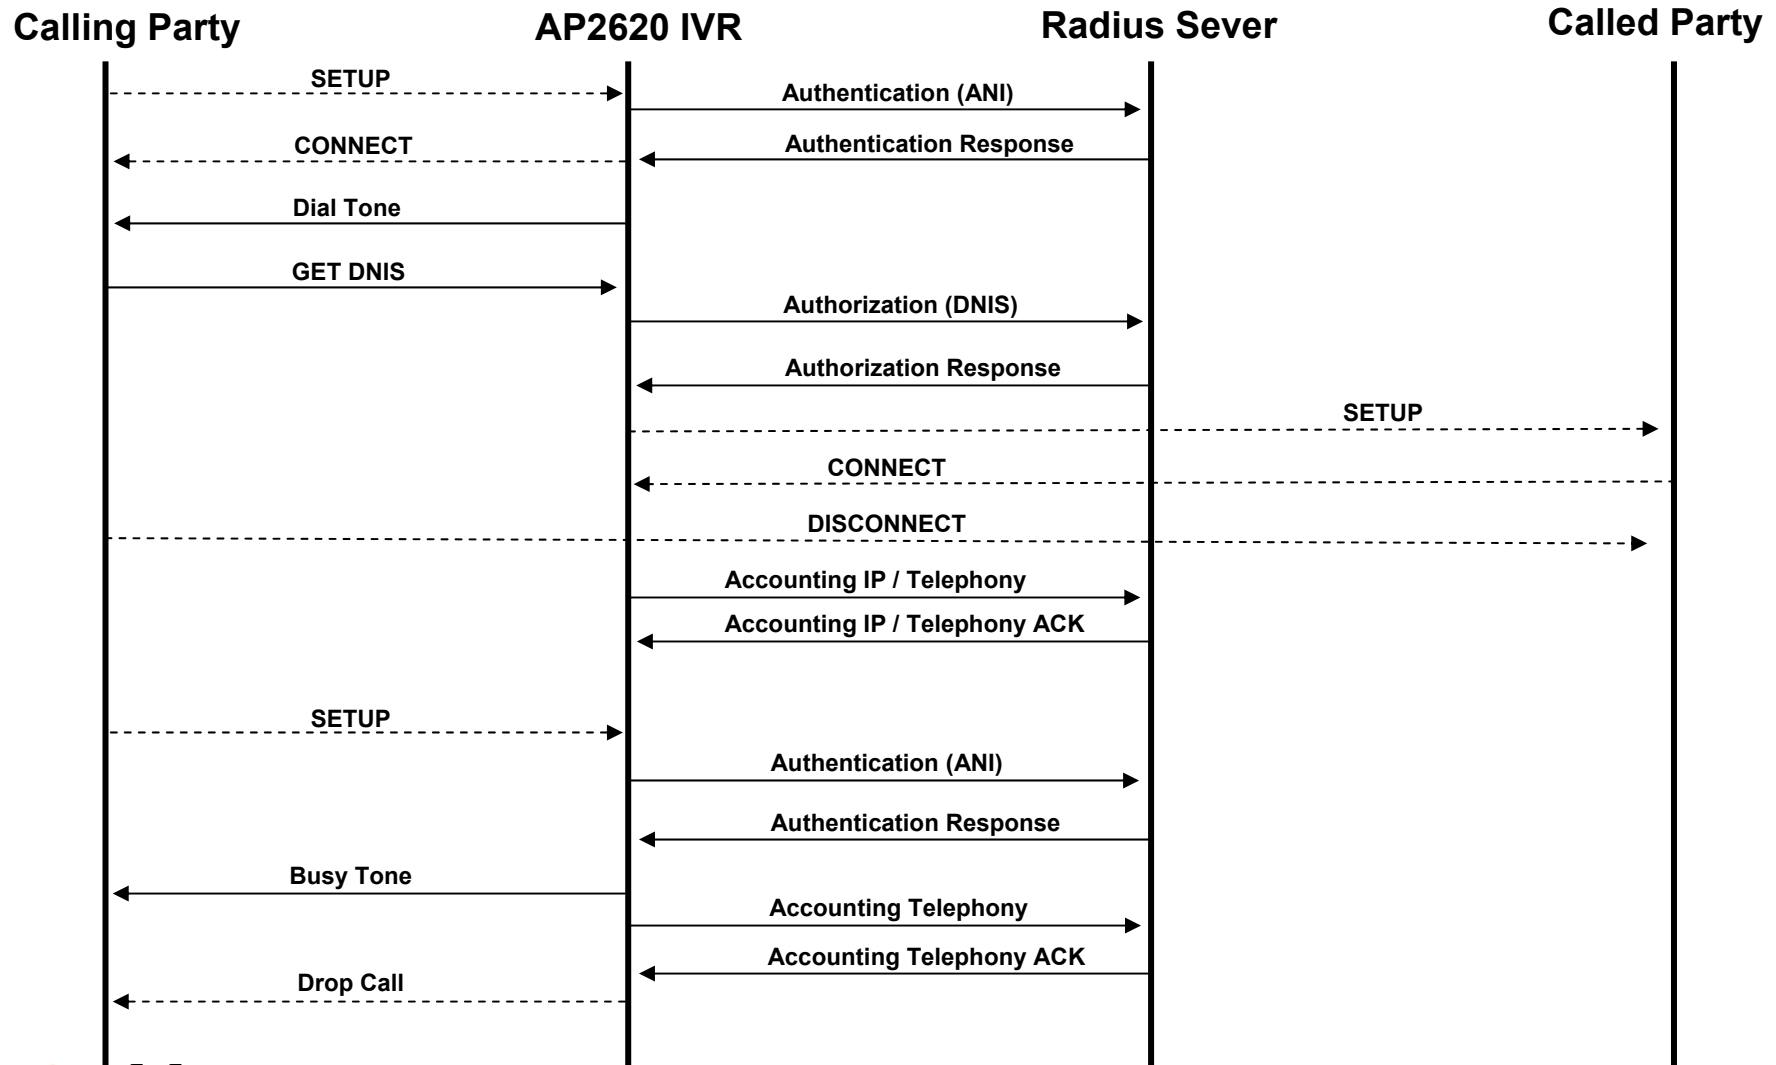 Calling Party
AP2620 IVR
Radius Sever
Called Party
SETUP
Authentication (ANI)
CONNECT
Authentication Response
Dial Tone
GET DNIS
Authorization (DNIS)
Authorization Response
SETUP
CONNECT
DISCONNECT
Accounting IP / Telephony
Accounting IP / Telephony ACK
SETUP
Authentication (ANI)
Authentication Response
Busy Tone
Accounting Telephony
Accounting Telephony ACK
Drop Call